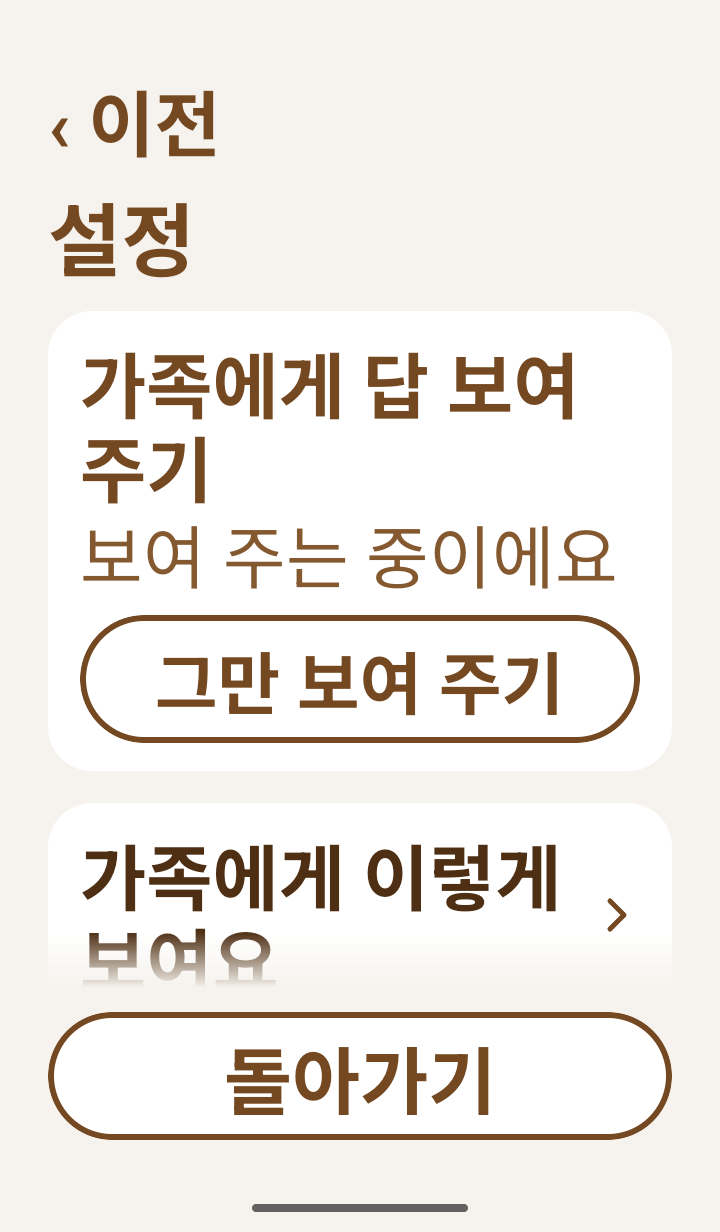 ‹ 이전
설정
가족에게 답 보여
주기
보여 주는 중이에요
그만 보여 주기
가족에게 이렇게
보여요
돌아가기